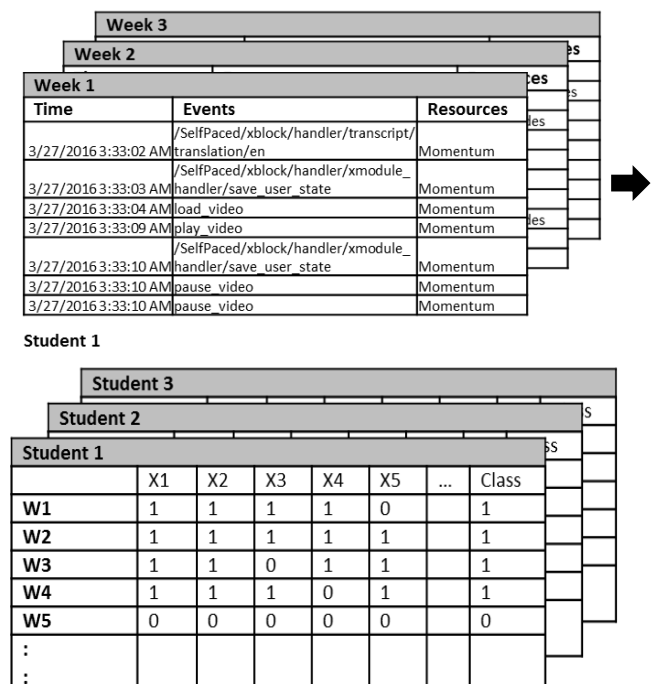 Week 3
es
Week 2
ces
Week 1
Time Events Resources
/SelfPaced/xblock/handler/transcript/
3/27/2016 3:33:02 AM translation/en Momentum
/SelfPaced/xblock/handler/xmodule_
3/27/2016 3:33:03 AM handler/save_user_state Momentum
3/27/2016 3:33:04 AM load_video Momentum
3/27/2016 3:33:09 AM play_video Momentum
/SelfPaced/xblock/handler/xmodule_
3/27/2016 3:33:10 AM handler/save_user_state Momentum
3/27/2016 3:33:10 AM pause_video Momentum
3/27/2016 3:33:10 AM pause_video Momentum
Student 1
Student 3
Student 2
Student 1
X1 X2 X3 X4 X5 ... Class
W1 1 1 1 1 0 1
W2 1 1 1 1 1 1
W3 1 1 0 1 1 1
W4 1 1 1 0 1 1
W5 0 0 0 0 0 0
:
: